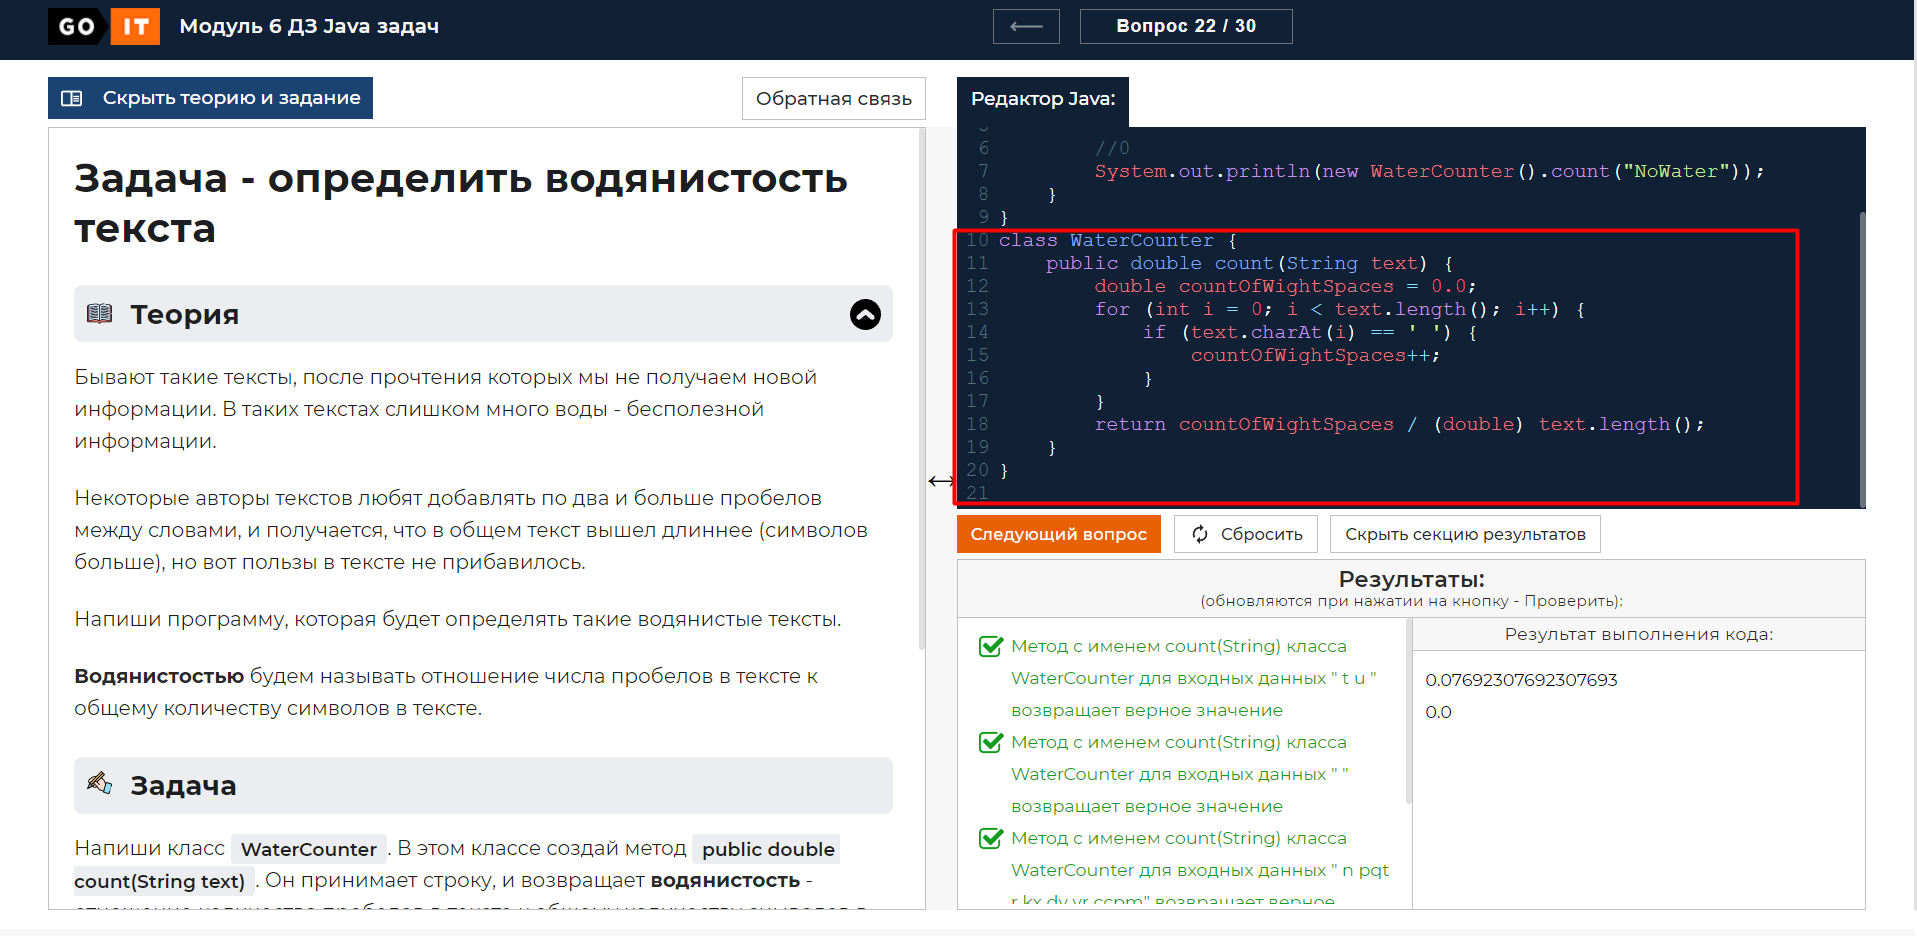 GO IT Модуль 6 ДЗ Java задач
Вопрос 22 / 30
Скрыть теорию и задание
Обратная связь
Задача - определить водянистость
текста
Теория
Бывают такие тексты, после прочтения которых мы не получаем новой
информации. В таких текстах слишком много воды - бесполезной
информации.
Некоторые авторы текстов любят добавлять по два и больше пробелов
между словами, и получается, что в общем текст вышел длиннее (символов
больше), но вот пользы в тексте не прибавилось.
Напиши программу, которая будет определять такие водянистые тексты.
Водянистостью будем называть отношение числа пробелов в тексте к
общему количеству символов в тексте.
Задача
Напиши класс WaterCounter . В этом классе создай метод public double
count(String text) . Он принимает строку, и возвращает водянистость -
Редактор Java:
6 //0
7 System.out.println(new WaterCounter().count("NoWater"));
8 }
9 }
10 class WaterCounter {
11 public double count(String text) {
12 double countOfWightSpaces = 0.0;
13 for (int i = 0; i < text.length(); i++) {
14 if (text.charAt(i) == ' ') {
15 countOfWightSpaces++;
16 }
17 }
18 return countOfWightSpaces / (double) text.length();
19 }
20 }
21
Следующий вопрос
Сбросить
Скрыть секцию результатов
Результаты:
(обновляются при нажатии на кнопку - Проверить):
Метод с именем count(String) класса
WaterCounter для входных данных " t u "
возвращает верное значение
Метод с именем count(String) класса
WaterCounter для входных данных " "
возвращает верное значение
Метод с именем count(String) класса
WaterCounter для входных данных " n pqt
r kx dv vr ccpm" возвращает верное
Результат выполнения кода:
0.07692307692307693
0.0